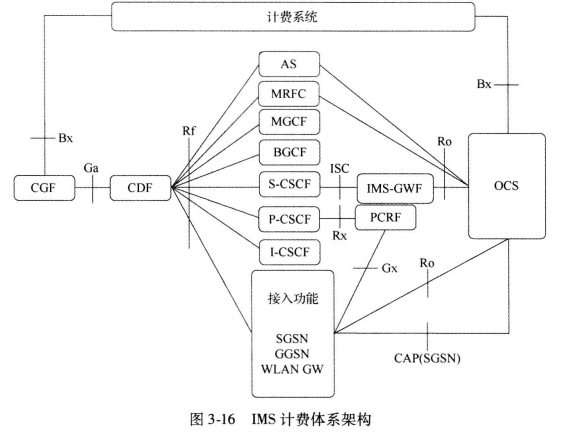 计费系统
AS
Bx
MRFC
MGCF
Rf
Ro
Bx
BGCF
Ga
ISC
CGF
CDF
S-CSCF
IMS-GWF
OCS
P-CSCF
PCRF
Rx
I-CSCF
Gx
Ro
接入功能
SGSN
GGSN
WLAN GW
CAP(SGSN)
图 3-16 IMS 计费体系架构